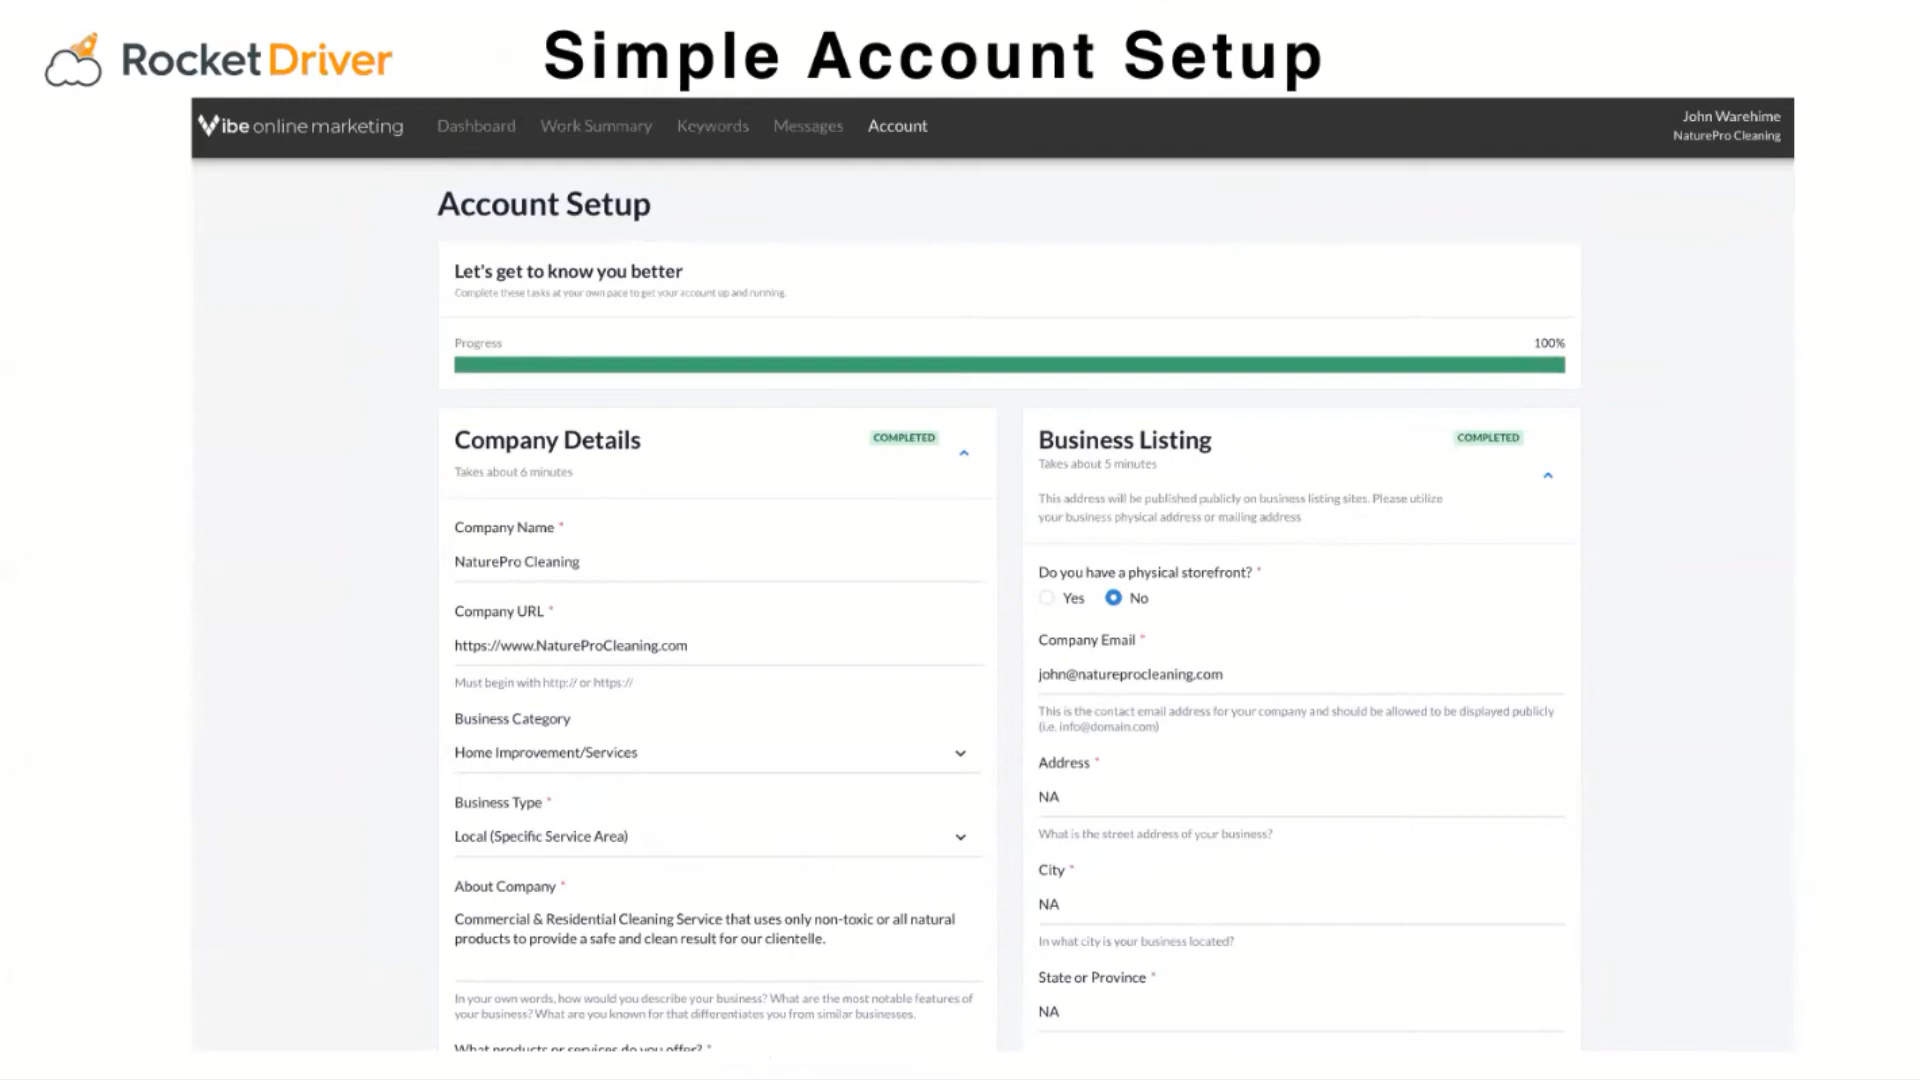 RocketDriver
Simple Account Setup
Vibe online marketing
Dashboard
Work Summary
Keywords
Messages
Account
John Warehime
NaturePro Cleaning
Account Setup
Let's get to know you better
Complete these tasks at your own pace to get your account up and running.
Progress
100%
Company Details
COMPLETED
Takes about 6 minutes
Company Name *
NaturePro Cleaning
Company URL *
https://www.NatureProCleaning.com
Must begin with http:// or https://
Business Category
Home Improvement/Services
Business Type *
Local (Specific Service Area)
About Company *
Commercial & Residential Cleaning Service that uses only non-toxic or all natural
products to provide a safe and clean result for our clientelle.
In your own words, how would you describe your business? What are the most notable features of
your business? What are you known for that differentiates you from similar businesses.
What products or services do you offer? *
Business Listing
COMPLETED
Takes about 5 minutes
This address will be published publicly on business listing sites. Please utilize
your business physical address or mailing address
Do you have a physical storefront? *
Yes
No
Company Email *
john@natureprocleaning.com
This is the contact email address for your company and should be allowed to be displayed publicly
(i.e. info@domain.com)
Address *
NA
What is the street address of your business?
City *
NA
In what city is your business located?
State or Province *
NA